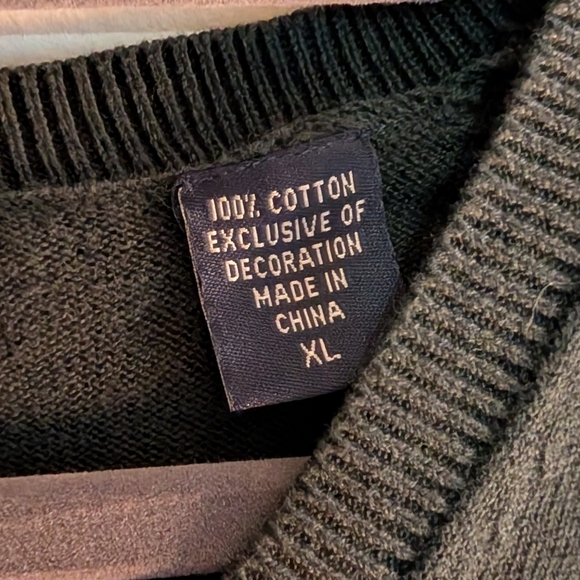 100% COTTON
EXCLUSIVE OF
DECORATION
MADE IN
CHINA
XL